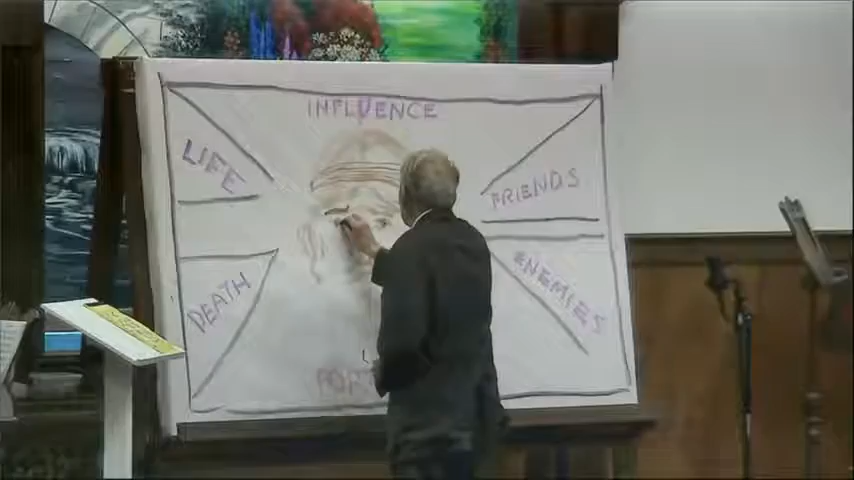 INFLUENCE
LIFE
FRIENDS
DEATH
ENEMIES